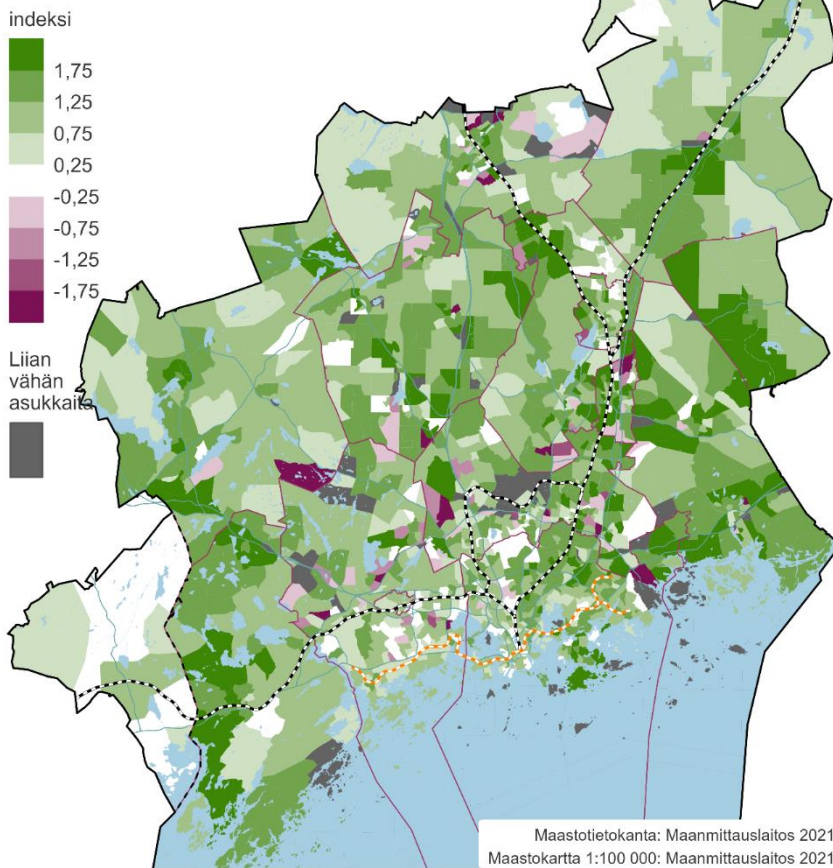 indeksi
1,75
1,25
0,75
0,25
-0,25
-0,75
-1,25
-1,75
Liian
vähän
asukkaita
Maastotietokanta: Maanmittauslaitos 2021
Maastokartta 1:100 000: Maanmittauslaitos 2021